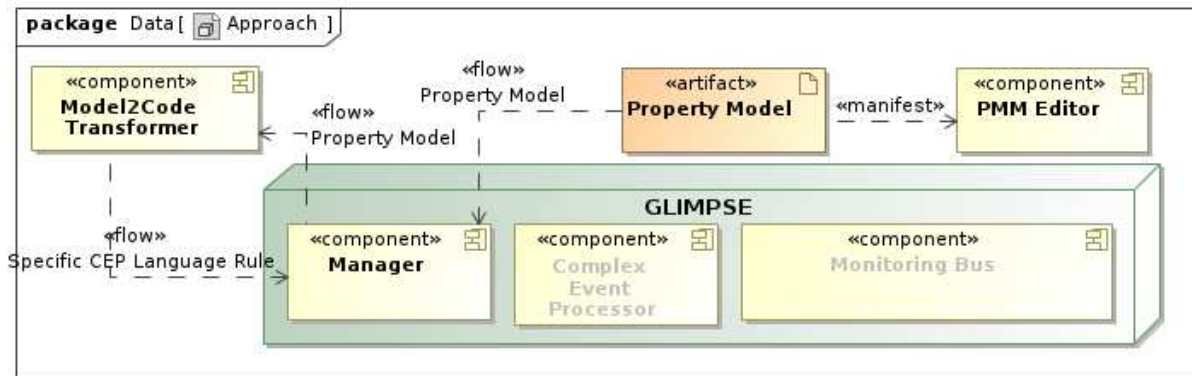 package Data [ Approach ]
«component»
Model2Code
Transformer
«flow»
Property Model
«flow»
Property Model
«artifact»
Property Model
«manifest»
«component»
PMM Editor
«flow»
Specific CEP Language Rule
GLIMPSE
«component»
Manager
«component»
Complex
Event
Processor
«component»
Monitoring Bus